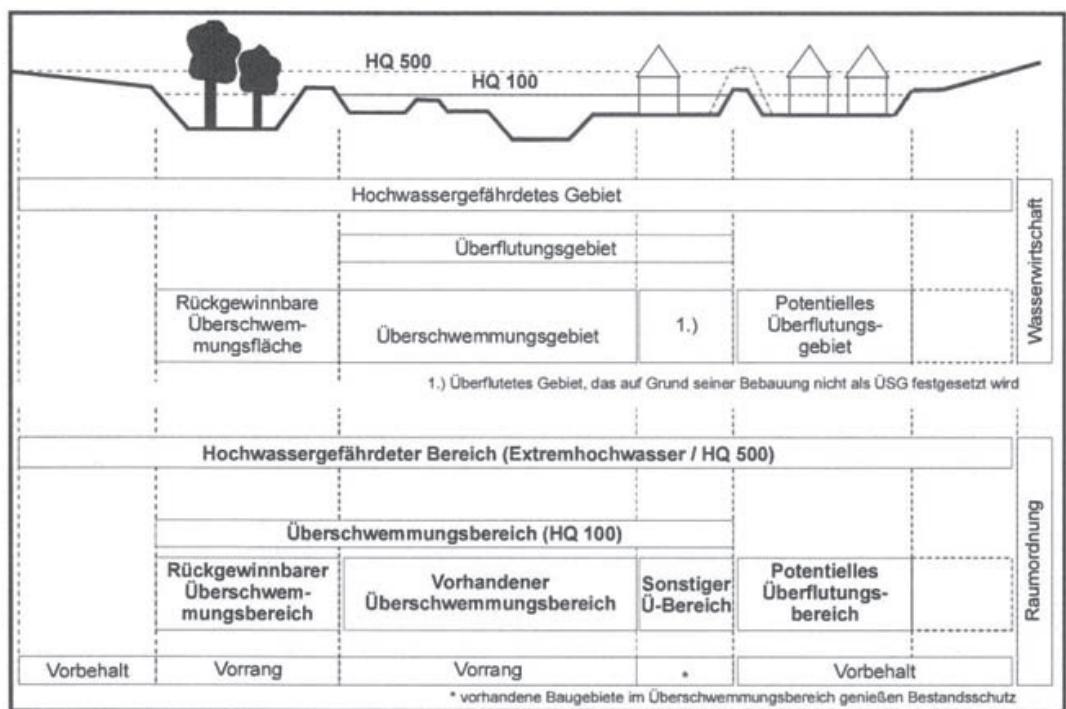 HQ 500
HQ 100
Hochwassergefährdetes Gebiet
Überflutungsgebiet
Rückgewinnbare
Überschwem-
mungsfläche
Überschwemmungsgebiet
1.)
Potentielles
Überflutungs-
gebiet
Wasserwirtschaft
1.) Überflutetes Gebiet, das auf Grund seiner Bebauung nicht als ÜSG festgesetzt wird
Hochwassergefährdeter Bereich (Extremhochwasser / HQ 500)
Überschwemmungsbereich (HQ 100)
Rückgewinnbarer
Überschwem-
mungsbereich
Vorhandener
Überschwemmungsbereich
Sonstiger
Ü-Bereich
Potentielles
Überflutungs-
bereich
Raumordnung
Vorbehalt
Vorrang
Vorrang
*
Vorbehalt
* vorhandene Baugebiete im Überschwemmungsbereich genießen Bestandsschutz